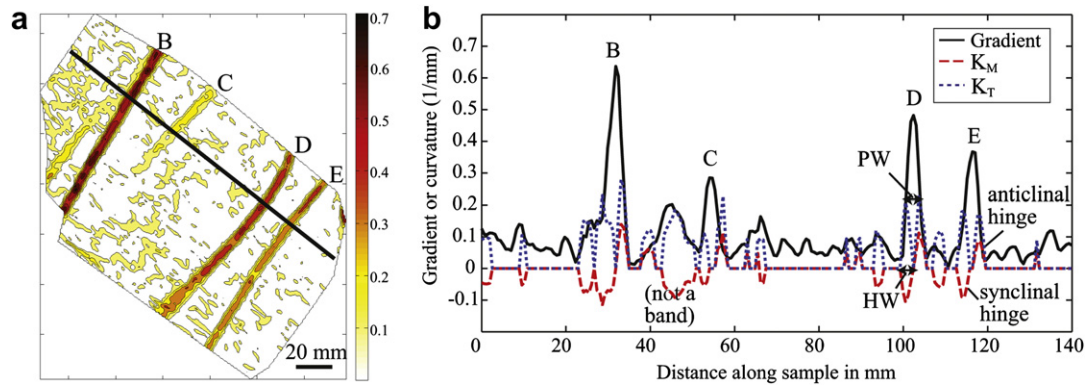 a
B
C
D
E
20 mm
0.7
0.6
0.5
0.4
0.3
0.2
0.1
b
Gradient or curvature (1/mm)
0.7
0.6
0.5
0.4
0.3
0.2
0.1
0
-0.1
B
C
D
E
PW
HW
(not a
band)
anticlinal
hinge
synclinal
hinge
Gradient
K_M
K_T
0 20 40 60 80 100 120 140
Distance along sample in mm